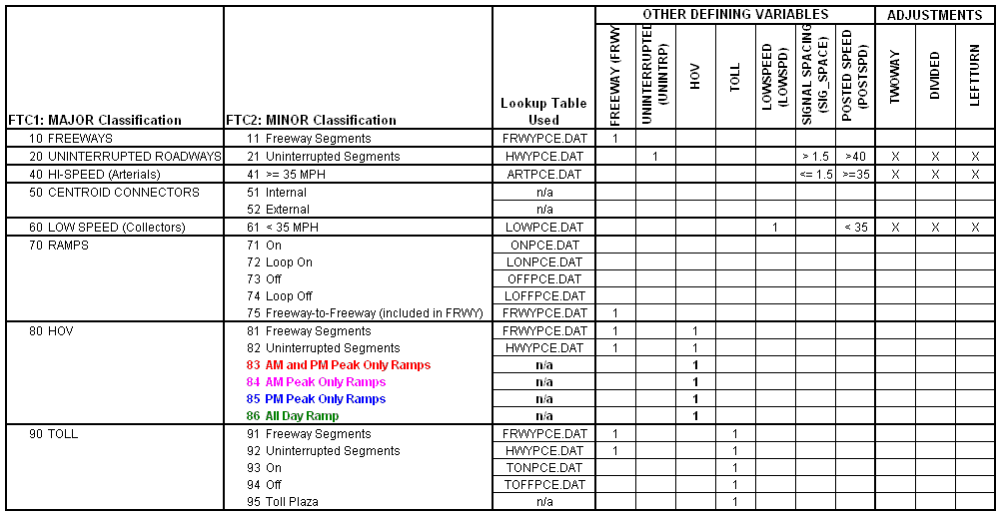 OTHER DEFINING VARIABLES ADJUSTMENTS
FTC1: MAJOR Classification FTC2: MINOR Classification Lookup Table Used FREEWAY (FRWY UNINTERRUPTED (UNINTRP) HOV TOLL LOWSPEED (LOWSPD) SIGNAL SPACING (SIG_SPACE) POSTED SPEED (POSTSPD) TWOWAY DIVIDED LEFTTURN
10 FREEWAYS 11 Freeway Segments FRWYPCE.DAT 1
20 UNINTERRUPTED ROADWAYS 21 Uninterrupted Segments HWYPCE.DAT 1 > 1.5 >40 X X X
40 HI-SPEED (Arterials) 41 >= 35 MPH ARTPCE.DAT <= 1.5 >=35 X X X
50 CENTROID CONNECTORS 51 Internal n/a
52 External n/a
60 LOW SPEED (Collectors) 61 < 35 MPH LOWPCE.DAT 1 < 35 X X X
70 RAMPS 71 On ONPCE.DAT
72 Loop On LONPCE.DAT
73 Off OFFPCE.DAT
74 Loop Off LOFFPCE.DAT
75 Freeway-to-Freeway (included in FRWY) FRWYPCE.DAT 1
80 HOV 81 Freeway Segments FRWYPCE.DAT 1 1
82 Uninterrupted Segments HWYPCE.DAT 1 1
83 AM and PM Peak Only Ramps n/a 1
84 AM Peak Only Ramps n/a 1
85 PM Peak Only Ramps n/a 1
86 All Day Ramp n/a 1
90 TOLL 91 Freeway Segments FRWYPCE.DAT 1 1
92 Uninterrupted Segments HWYPCE.DAT 1 1
93 On TONPCE.DAT 1
94 Off TOFFPCE.DAT 1
95 Toll Plaza n/a 1